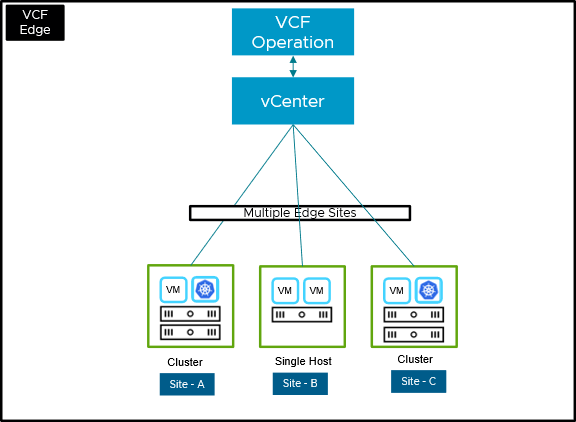 VCF
Edge
VCF
Operation
vCenter
Multiple Edge Sites
VM
VM
VM
VM
Cluster
Single Host
Cluster
Site - A
Site - B
Site - C